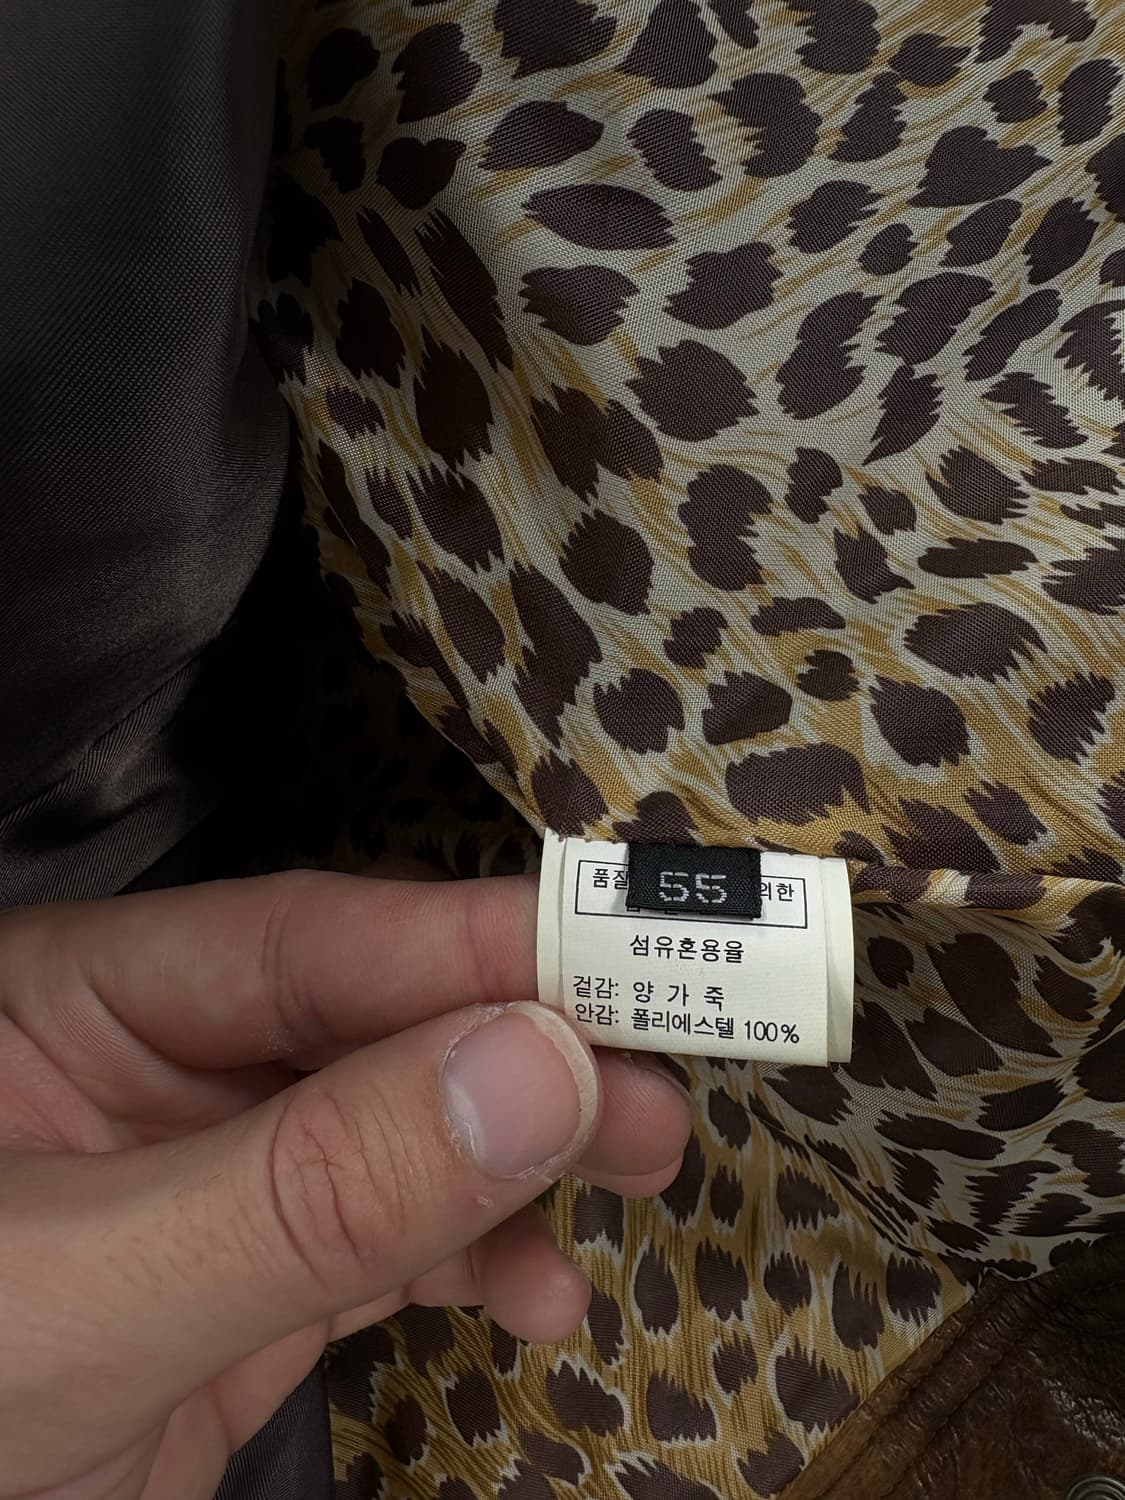 품질
55
의한
섬유혼용율
겉감: 양 가 죽
안감: 폴리에스텔 100%